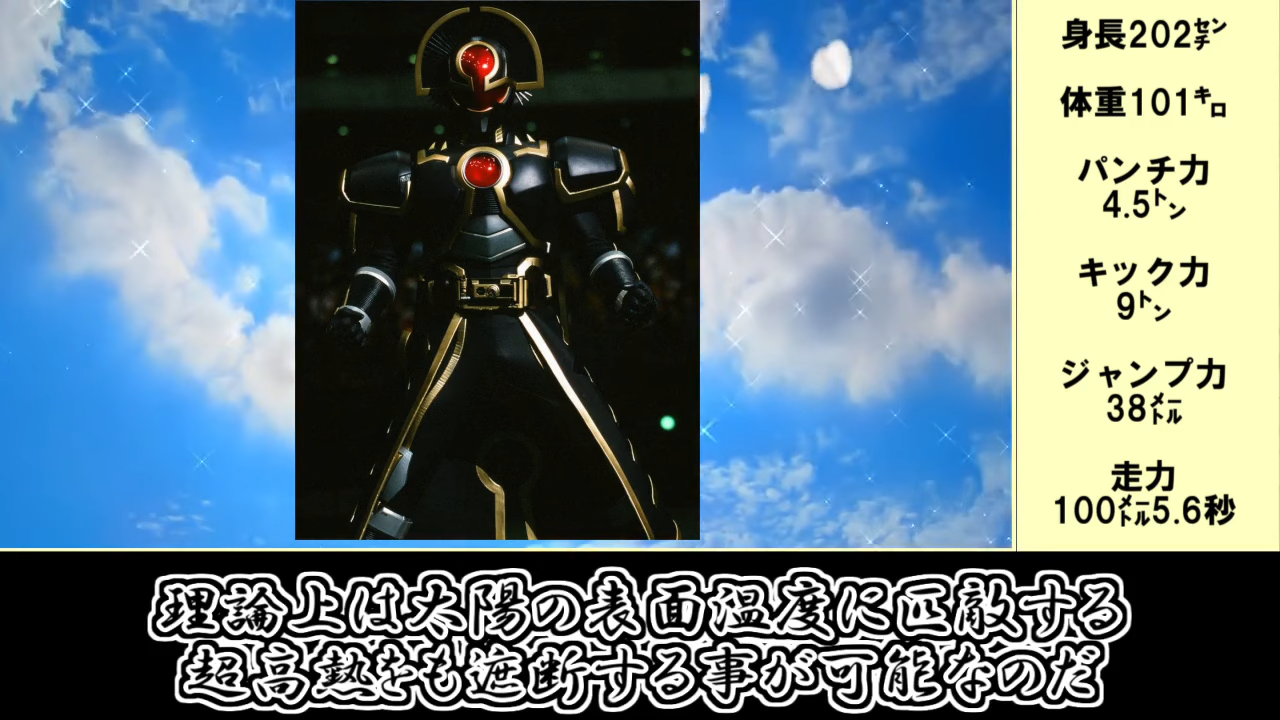 身長202㌢
体重101㌔
パンチ力
4.5㌧
キック力
9㌧
ジャンプ力
38㍍
走力
100㍍5.6秒
理論上は太陽の表面温度に匹敵する
超高熱をも遮断する事が可能なのだ